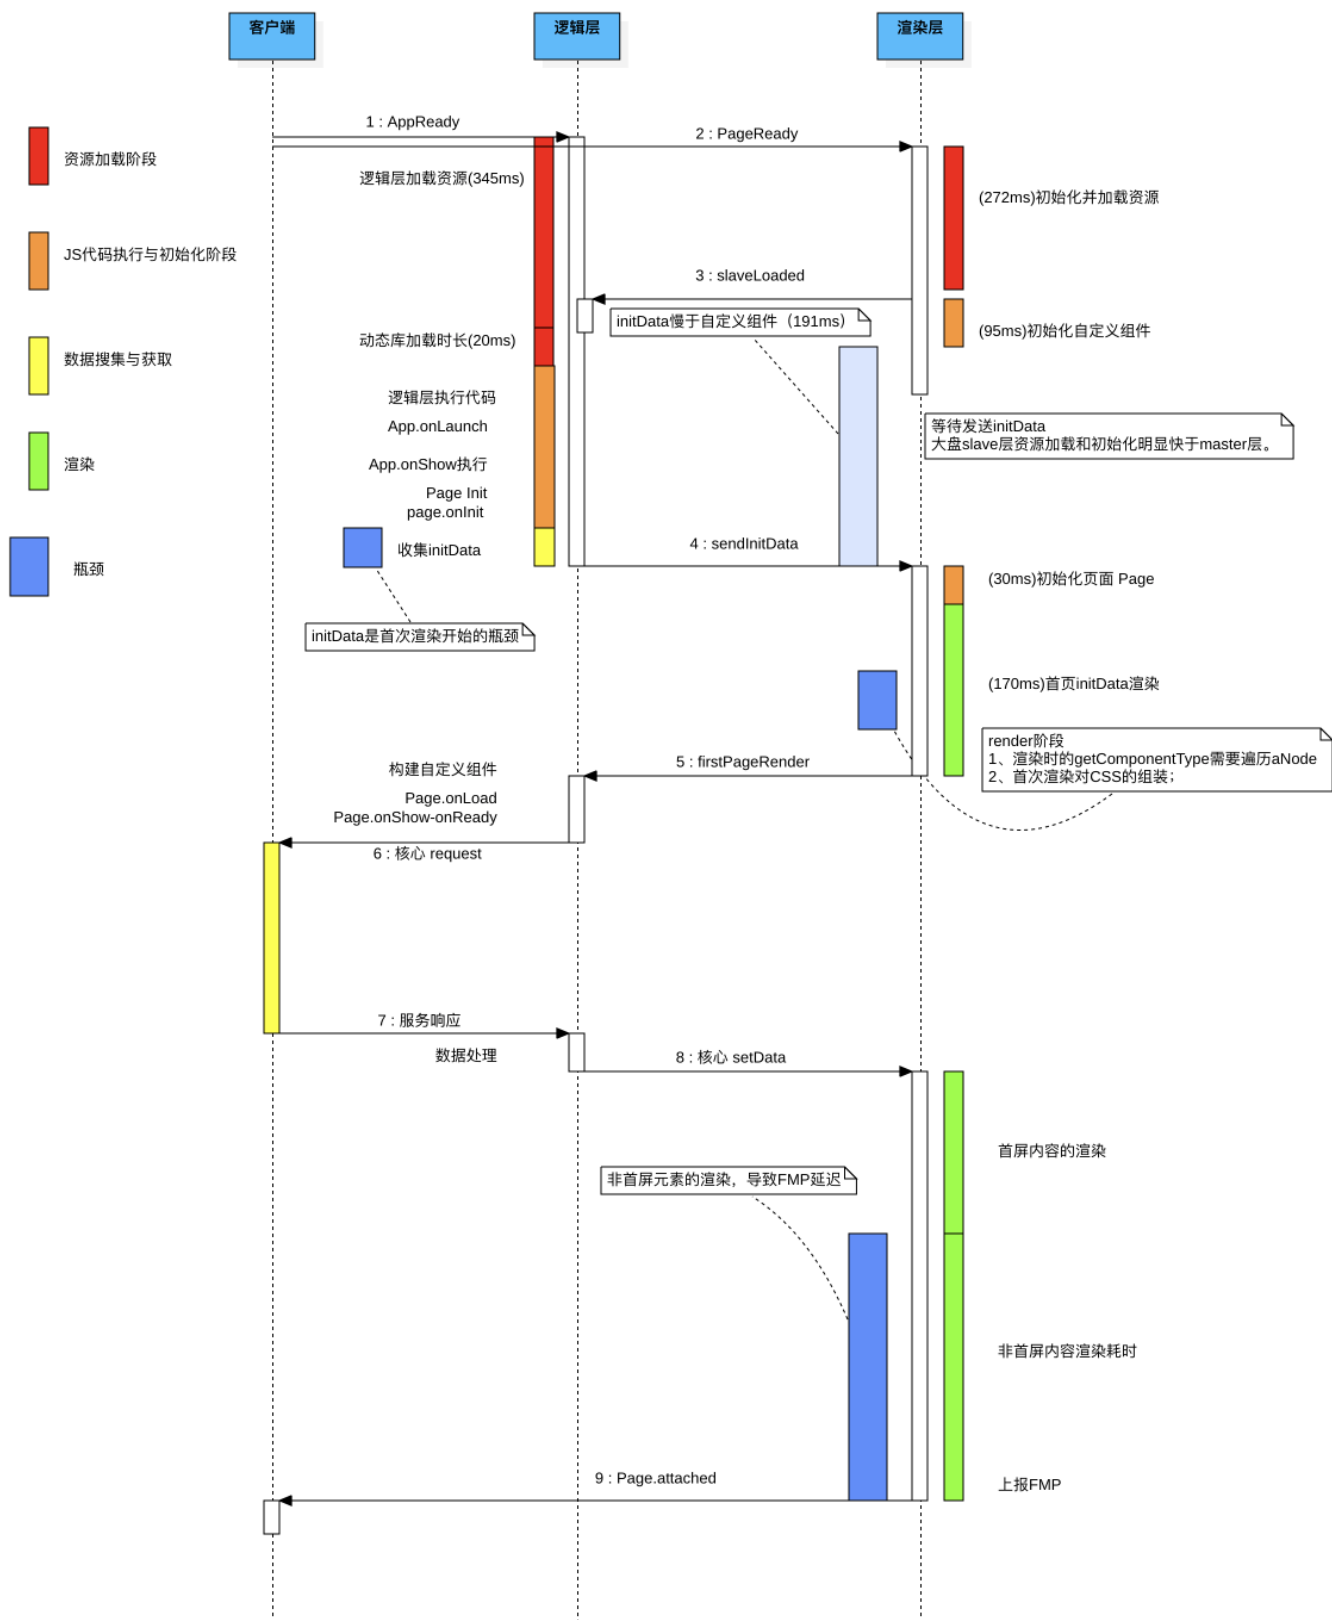 客户端
逻辑层
渲染层
1 : AppReady
2 : PageReady
资源加载阶段
逻辑层加载资源(345ms)
(272ms)初始化并加载资源
JS代码执行与初始化阶段
3 : slaveLoaded
initData慢于自定义组件（191ms）
(95ms)初始化自定义组件
动态库加载时长(20ms)
数据搜集与获取
逻辑层执行代码
App.onLaunch
等待发送initData
大盘slave层资源加载和初始化明显快于master层。
渲染
App.onShow执行
Page Init
page.onInit
4 : sendInitData
收集initData
瓶颈
(30ms)初始化页面 Page
initData是首次渲染开始的瓶颈
(170ms)首页initData渲染
render阶段
1、渲染时的getComponentType需要遍历aNode
2、首次渲染对CSS的组装；
5 : firstPageRender
构建自定义组件
Page.onLoad
Page.onShow-onReady
6 : 核心 request
7 : 服务响应
数据处理
8 : 核心 setData
首屏内容的渲染
非首屏元素的渲染，导致FMP延迟
非首屏内容渲染耗时
9 : Page.attached
上报FMP